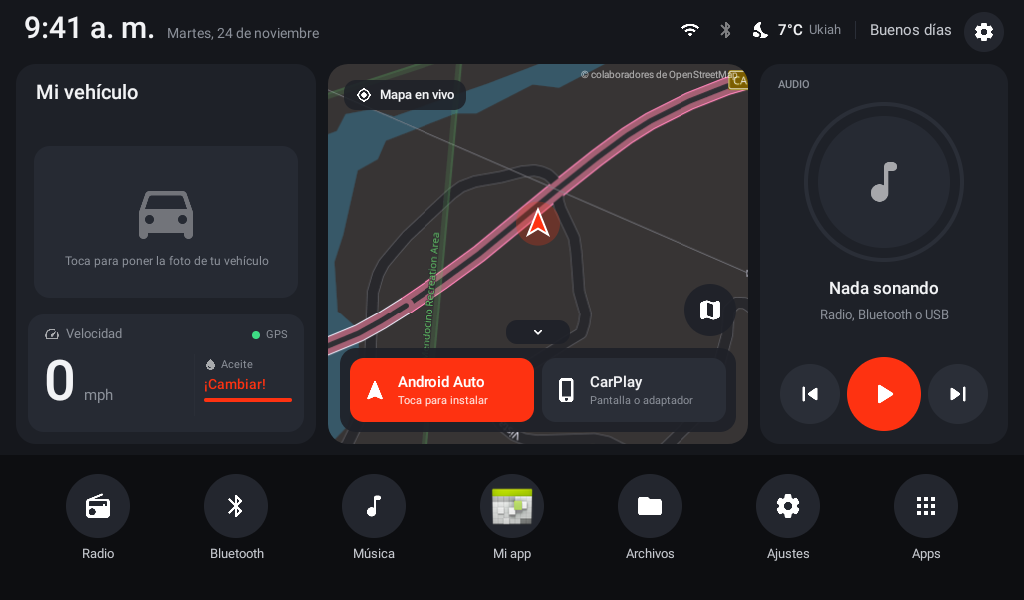 9:41 a. m.
Martes, 24 de noviembre
7°C Ukiah
Buenos días
Mi vehículo
Toca para poner la foto de tu vehículo
Velocidad
GPS
0 mph
Aceite
¡Cambiar!
© colaboradores de OpenStreetMap
CA
Mapa en vivo
Recreation Area
Android Auto
Toca para instalar
CarPlay
Pantalla o adaptador
AUDIO
Nada sonando
Radio, Bluetooth o USB
Radio
Bluetooth
Música
Mi app
Archivos
Ajustes
Apps